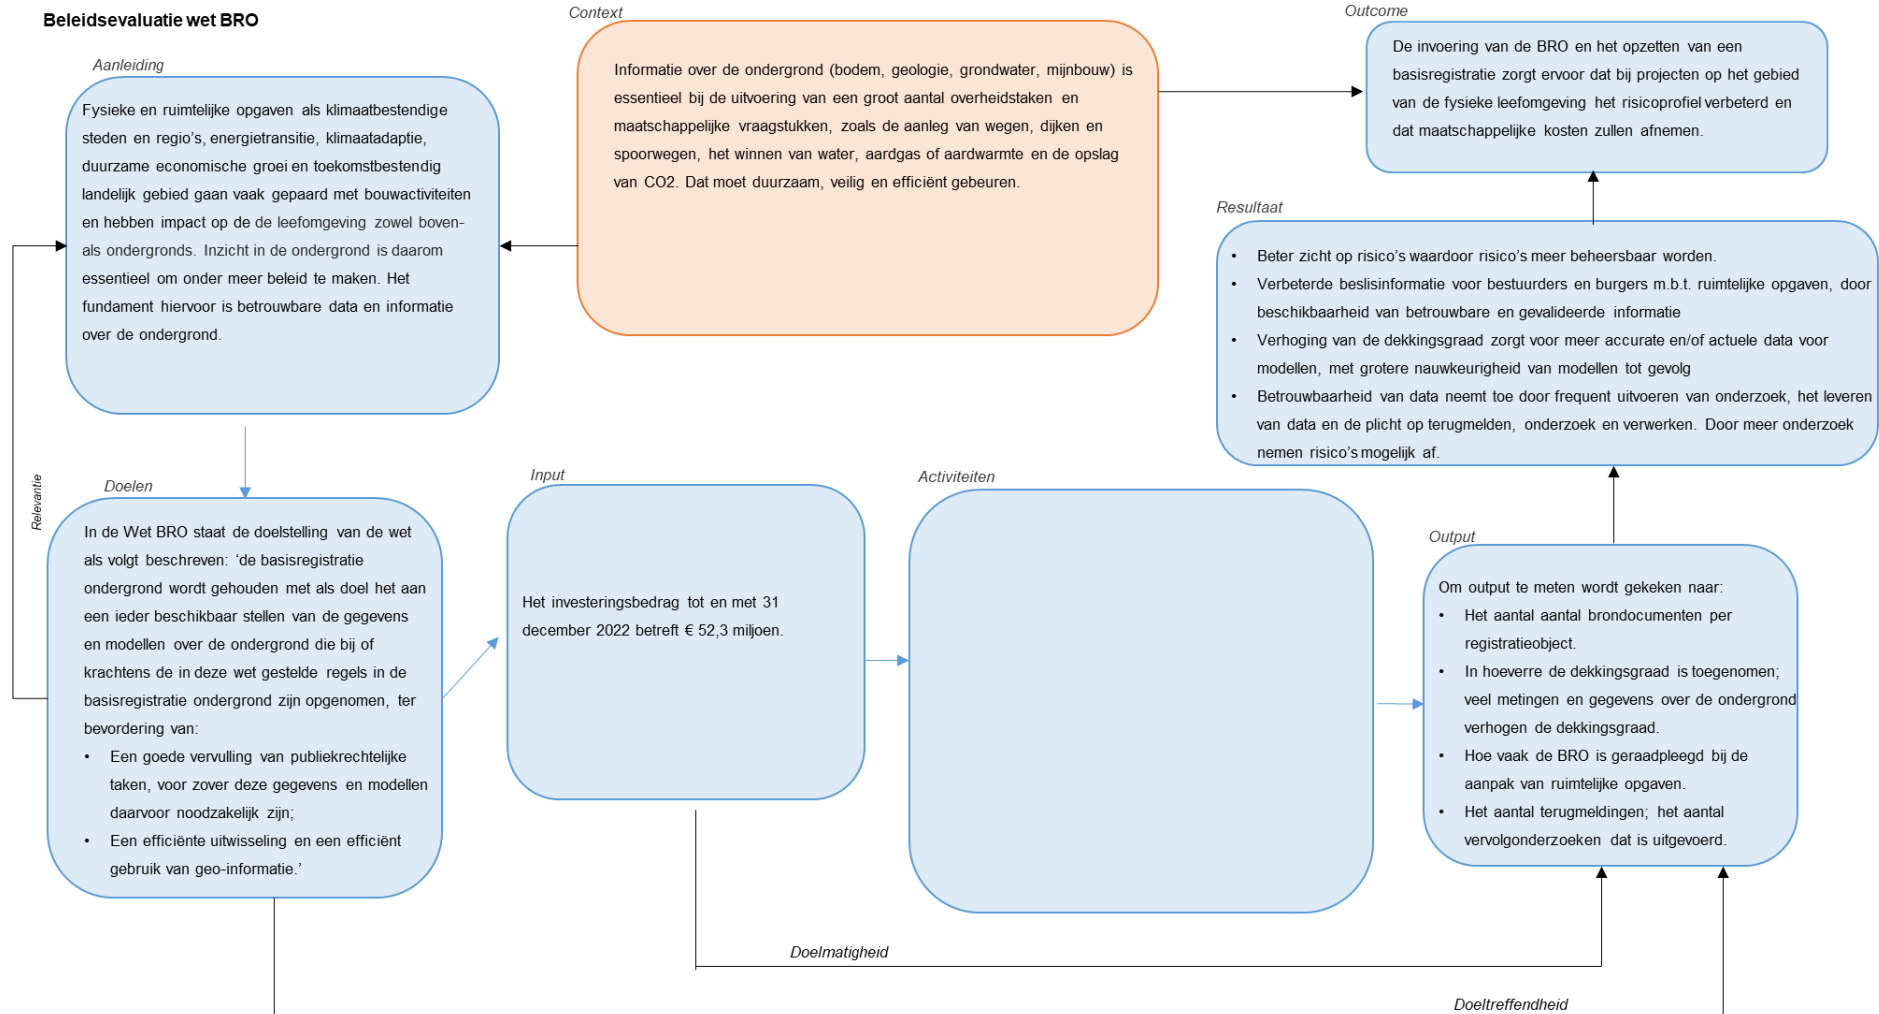 Beleidsevaluatie wet BRO
Context
Informatie over de ondergrond (bodem, geologie, grondwater, mijnbouw) is
essentieel bij de uitvoering van een groot aantal overheidstaken en
maatschappelijke vraagstukken, zoals de aanleg van wegen, dijken en
spoorwegen, het winnen van water, aardgas of aardwarmte en de opslag
van CO2. Dat moet duurzaam, veilig en efficiënt gebeuren.
Outcome
De invoering van de BRO en het opzetten van een
basisregistratie zorgt ervoor dat bij projecten op het gebied
van de fysieke leefomgeving het risicoprofiel verbeterd en
dat maatschappelijke kosten zullen afnemen.
Aanleiding
Fysieke en ruimtelijke opgaven als klimaatbestendige
steden en regio's, energietransitie, klimaatadaptie,
duurzame economische groei en toekomstbestendig
landelijk gebied gaan vaak gepaard met bouwactiviteiten
en hebben impact op de de leefomgeving zowel boven-
als ondergronds. Inzicht in de ondergrond is daarom
essentieel om onder meer beleid te maken. Het
fundament hiervoor is betrouwbare data en informatie
over de ondergrond.
Resultaat
• Beter zicht op risico's waardoor risico's meer beheersbaar worden.
• Verbeterde beslisinformatie voor bestuurders en burgers m.b.t. ruimtelijke opgaven, door
beschikbaarheid van betrouwbare en gevalideerde informatie
• Verhoging van de dekkingsgraad zorgt voor meer accurate en/of actuele data voor
modellen, met grotere nauwkeurigheid van modellen tot gevolg
• Betrouwbaarheid van data neemt toe door frequent uitvoeren van onderzoek, het leveren
van data en de plicht op terugmelden, onderzoek en verwerken. Door meer onderzoek
nemen risico's mogelijk af.
Relevantie
Doelen
In de Wet BRO staat de doelstelling van de wet
als volgt beschreven: ‘de basisregistratie
ondergrond wordt gehouden met als doel het aan
een ieder beschikbaar stellen van de gegevens
en modellen over de ondergrond die bij of
krachtens de in deze wet gestelde regels in de
basisregistratie ondergrond zijn opgenomen, ter
bevordering van:
• Een goede vervulling van publiekrechtelijke
taken, voor zover deze gegevens en modellen
daarvoor noodzakelijk zijn;
• Een efficiënte uitwisseling en een efficiënt
gebruik van geo-informatie.’
Input
Het investeringsbedrag tot en met 31
december 2022 betreft € 52,3 miljoen.
Activiteiten
Output
Om output te meten wordt gekeken naar:
• Het aantal aantal brondocumenten per
registratieobject.
• In hoeverre de dekkingsgraad is toegenomen;
veel metingen en gegevens over de ondergrond
verhogen de dekkingsgraad.
• Hoe vaak de BRO is geraadpleegd bij de
aanpak van ruimtelijke opgaven.
• Het aantal terugmeldingen; het aantal
vervolgonderzoeken dat is uitgevoerd.
Doelmatigheid
Doeltreffendheid